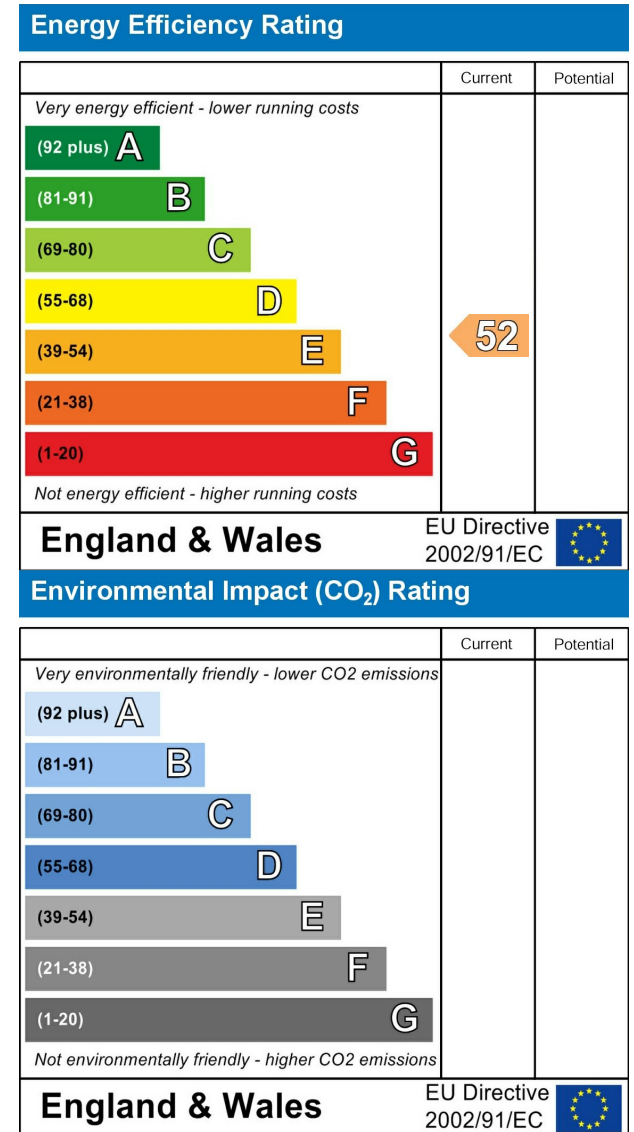 Energy Efficiency Rating
Current Potential
Very energy efficient - lower running costs
(92 plus) A
(81-91) B
(69-80) C
(55-68) D
(39-54) E 52
(21-38) F
(1-20) G
Not energy efficient - higher running costs
England & Wales EU Directive
2002/91/EC
Environmental Impact (CO₂) Rating
Current Potential
Very environmentally friendly - lower CO2 emissions
(92 plus) A
(81-91) B
(69-80) C
(55-68) D
(39-54) E
(21-38) F
(1-20) G
Not environmentally friendly - higher CO2 emissions
England & Wales EU Directive
2002/91/EC